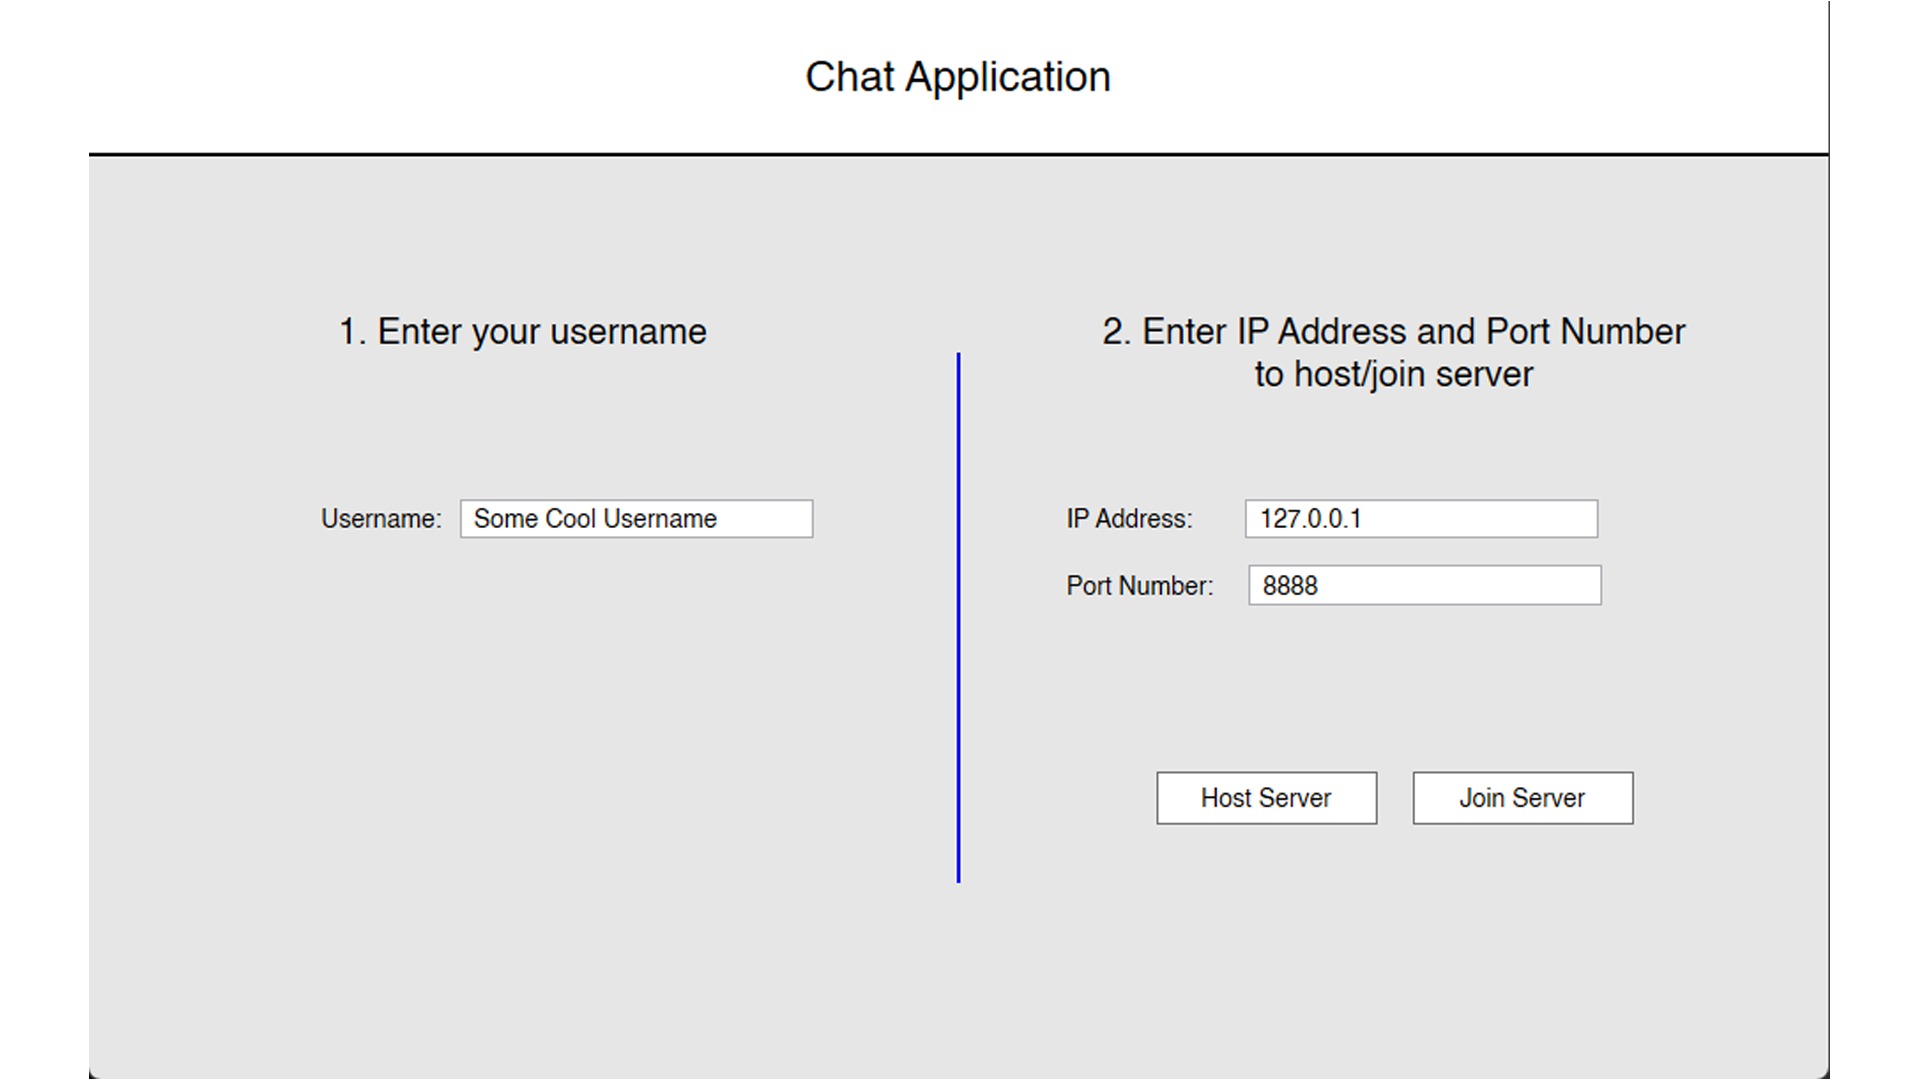 Chat Application
1. Enter your username
Username: Some Cool Username
2. Enter IP Address and Port Number
to host/join server
IP Address: 127.0.0.1
Port Number: 8888
Host Server
Join Server